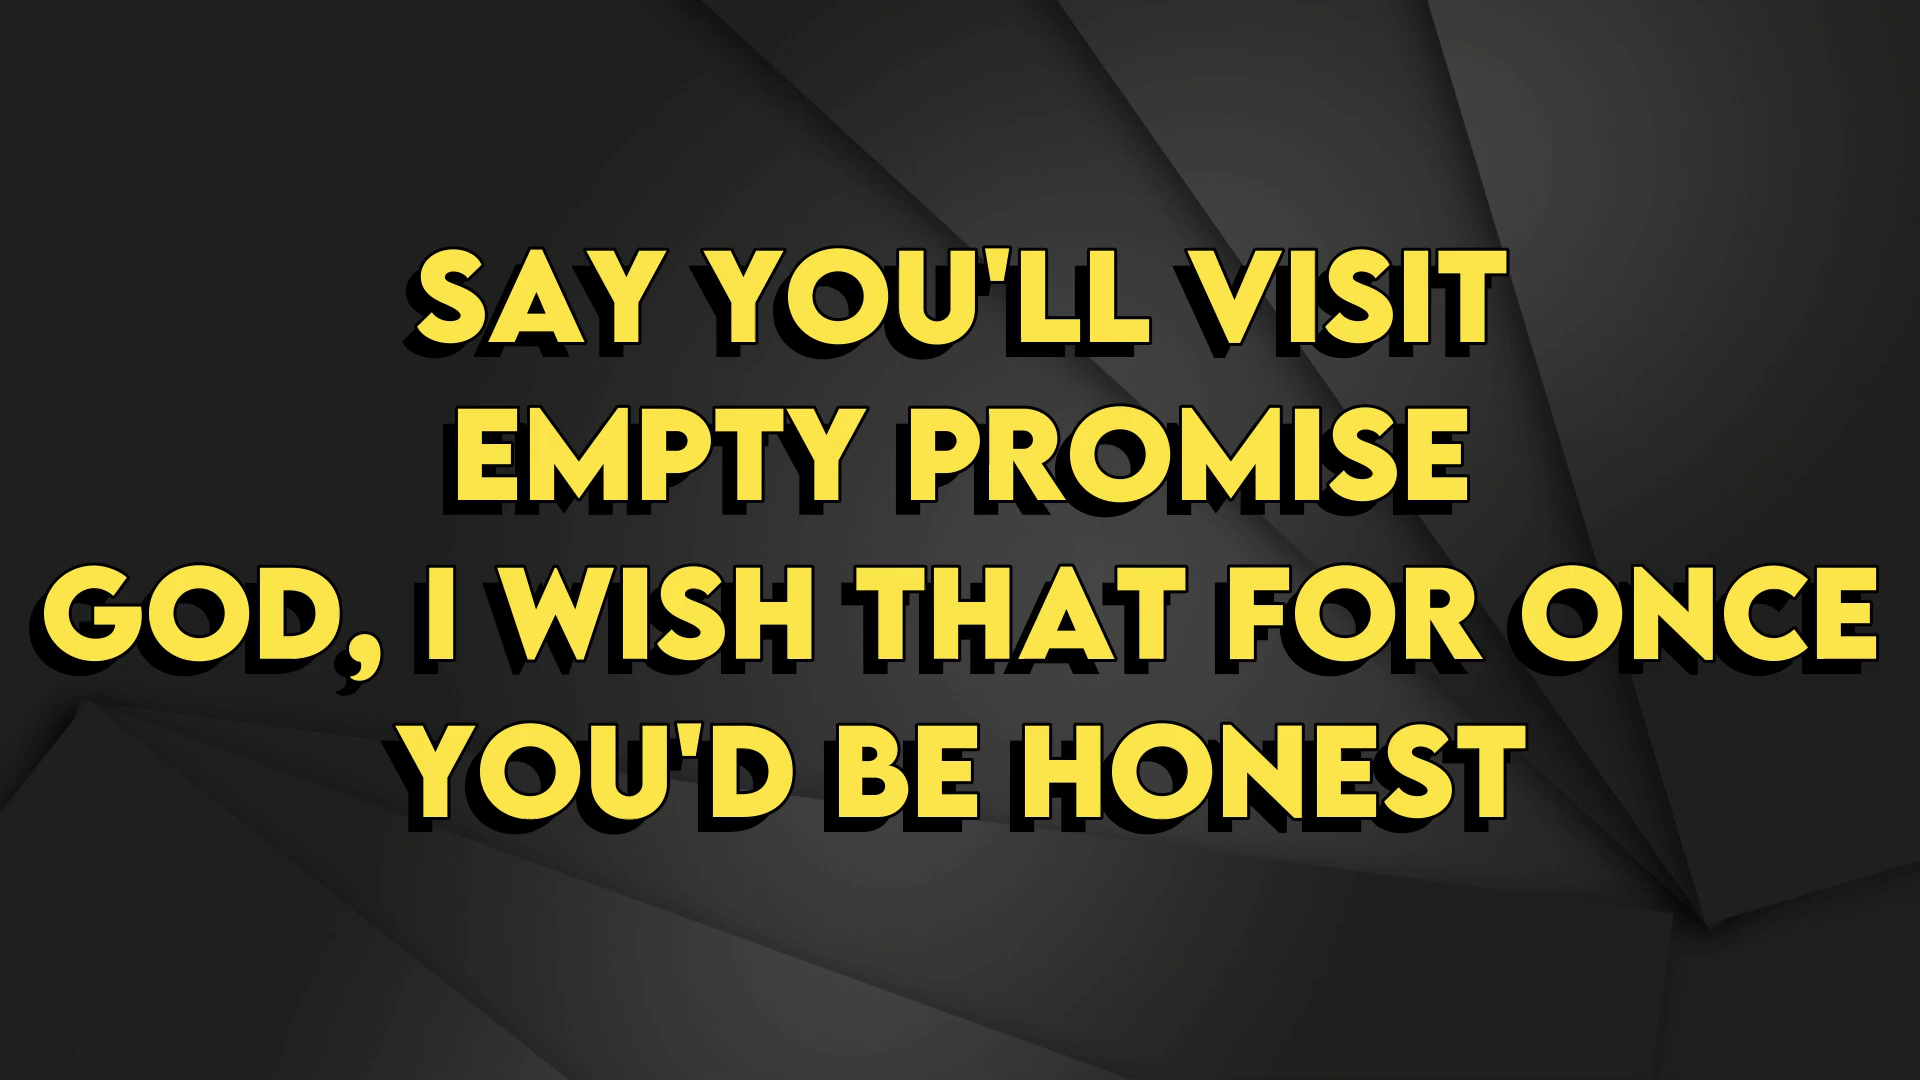 SAY YOU'LL VISIT
EMPTY PROMISE
GOD, I WISH THAT FOR ONCE
YOU'D BE HONEST